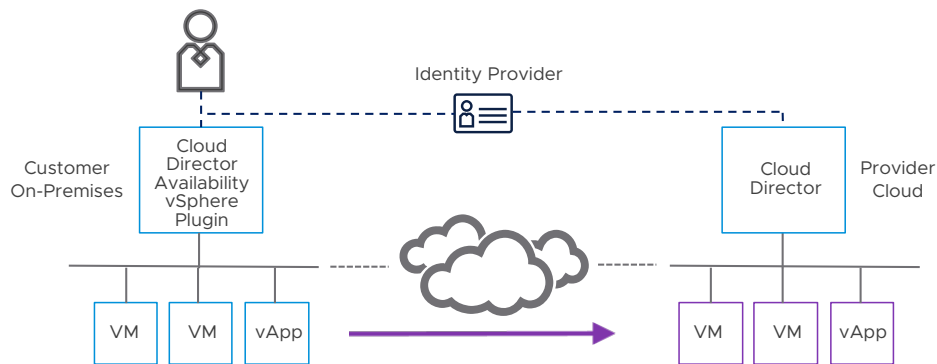 Identity Provider
Customer
On-Premises
Cloud
Director
Availability
vSphere
Plugin
Cloud
Director
Provider
Cloud
VM
VM
vApp
VM
VM
vApp